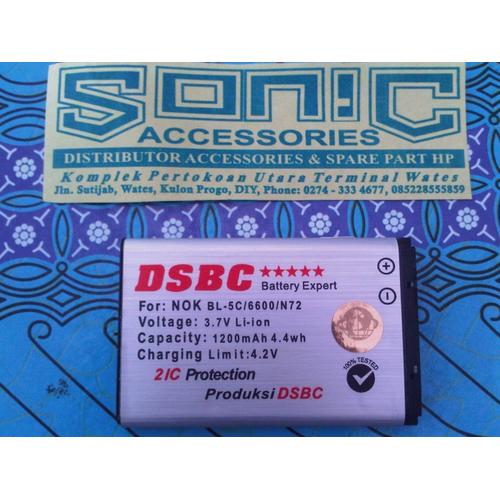 SONIC
ACCESSORIES
DISTRIBUTOR ACCESSORIES & SPARE PART HP
Komplek Pertokoan Utara Terminal Wates
Jln. Sutijab, Wates, Kulon Progo, DIY, Phone: 0274 - 333 4677, 085228555859
DSBC ★★★★★
Battery Expert
For: NOK BL-5C/6600/N72
Voltage: 3.7V Li-ion
Capacity: 1200mAh 4.4wh
Charging Limit:4.2V
2IC Protection
Produksi DSBC
100% TESTED